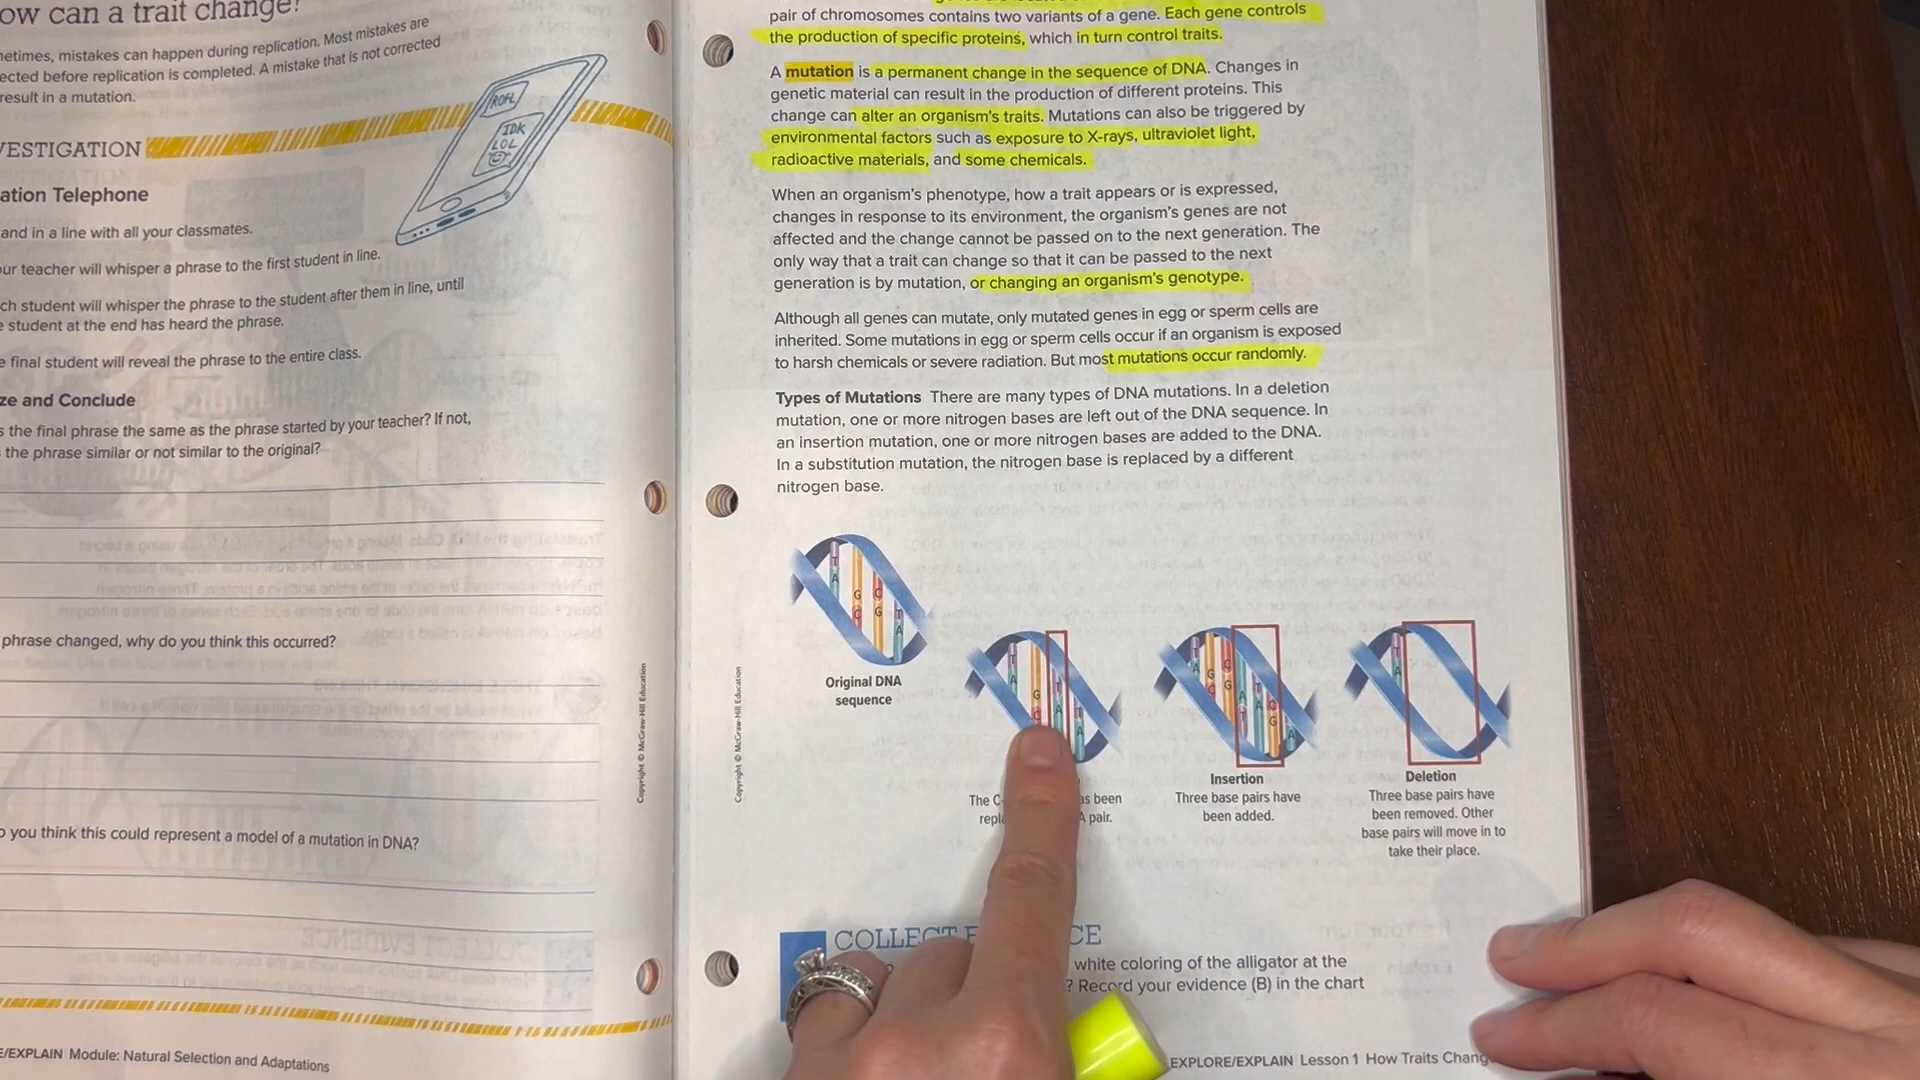 ow can a trait change?
netimes, mistakes can happen during replication. Most mistakes are
ected before replication is completed. A mistake that is not corrected
result in a mutation.
ROFL
IDK
LOL
VESTIGATION
ation Telephone
and in a line with all your classmates.
ur teacher will whisper a phrase to the first student in line.
ch student will whisper the phrase to the student after them in line, until
e student at the end has heard the phrase.
e final student will reveal the phrase to the entire class.
ze and Conclude
s the final phrase the same as the phrase started by your teacher? If not,
the phrase similar or not similar to the original?
phrase changed, why do you think this occurred?
o you think this could represent a model of a mutation in DNA?
Copyright © McGraw-Hill Education
E/EXPLAIN Module: Natural Selection and Adaptations
pair of chromosomes contains two variants of a gene. Each gene controls
the production of specific proteins, which in turn control traits.
A mutation is a permanent change in the sequence of DNA. Changes in
genetic material can result in the production of different proteins. This
change can alter an organism's traits. Mutations can also be triggered by
environmental factors such as exposure to X-rays, ultraviolet light,
radioactive materials, and some chemicals.
When an organism's phenotype, how a trait appears or is expressed,
changes in response to its environment, the organism's genes are not
affected and the change cannot be passed on to the next generation. The
only way that a trait can change so that it can be passed to the next
generation is by mutation, or changing an organism's genotype.
Although all genes can mutate, only mutated genes in egg or sperm cells are
inherited. Some mutations in egg or sperm cells occur if an organism is exposed
to harsh chemicals or severe radiation. But most mutations occur randomly.
Types of Mutations There are many types of DNA mutations. In a deletion
mutation, one or more nitrogen bases are left out of the DNA sequence. In
an insertion mutation, one or more nitrogen bases are added to the DNA.
In a substitution mutation, the nitrogen base is replaced by a different
nitrogen base.
T A G C C G T A
Original DNA
sequence
T A G C T A T A
The C
as been
repl
A pair.
T A G C C G A T T A C G A
Insertion
Three base pairs have
been added.
T A
Deletion
Three base pairs have
been removed. Other
base pairs will move in to
take their place.
Copyright © McGraw-Hill Education
COLLECT E
CE
white coloring of the alligator at the
? Record your evidence (B) in the chart
EXPLORE/EXPLAIN Lesson 1 How Traits Chang